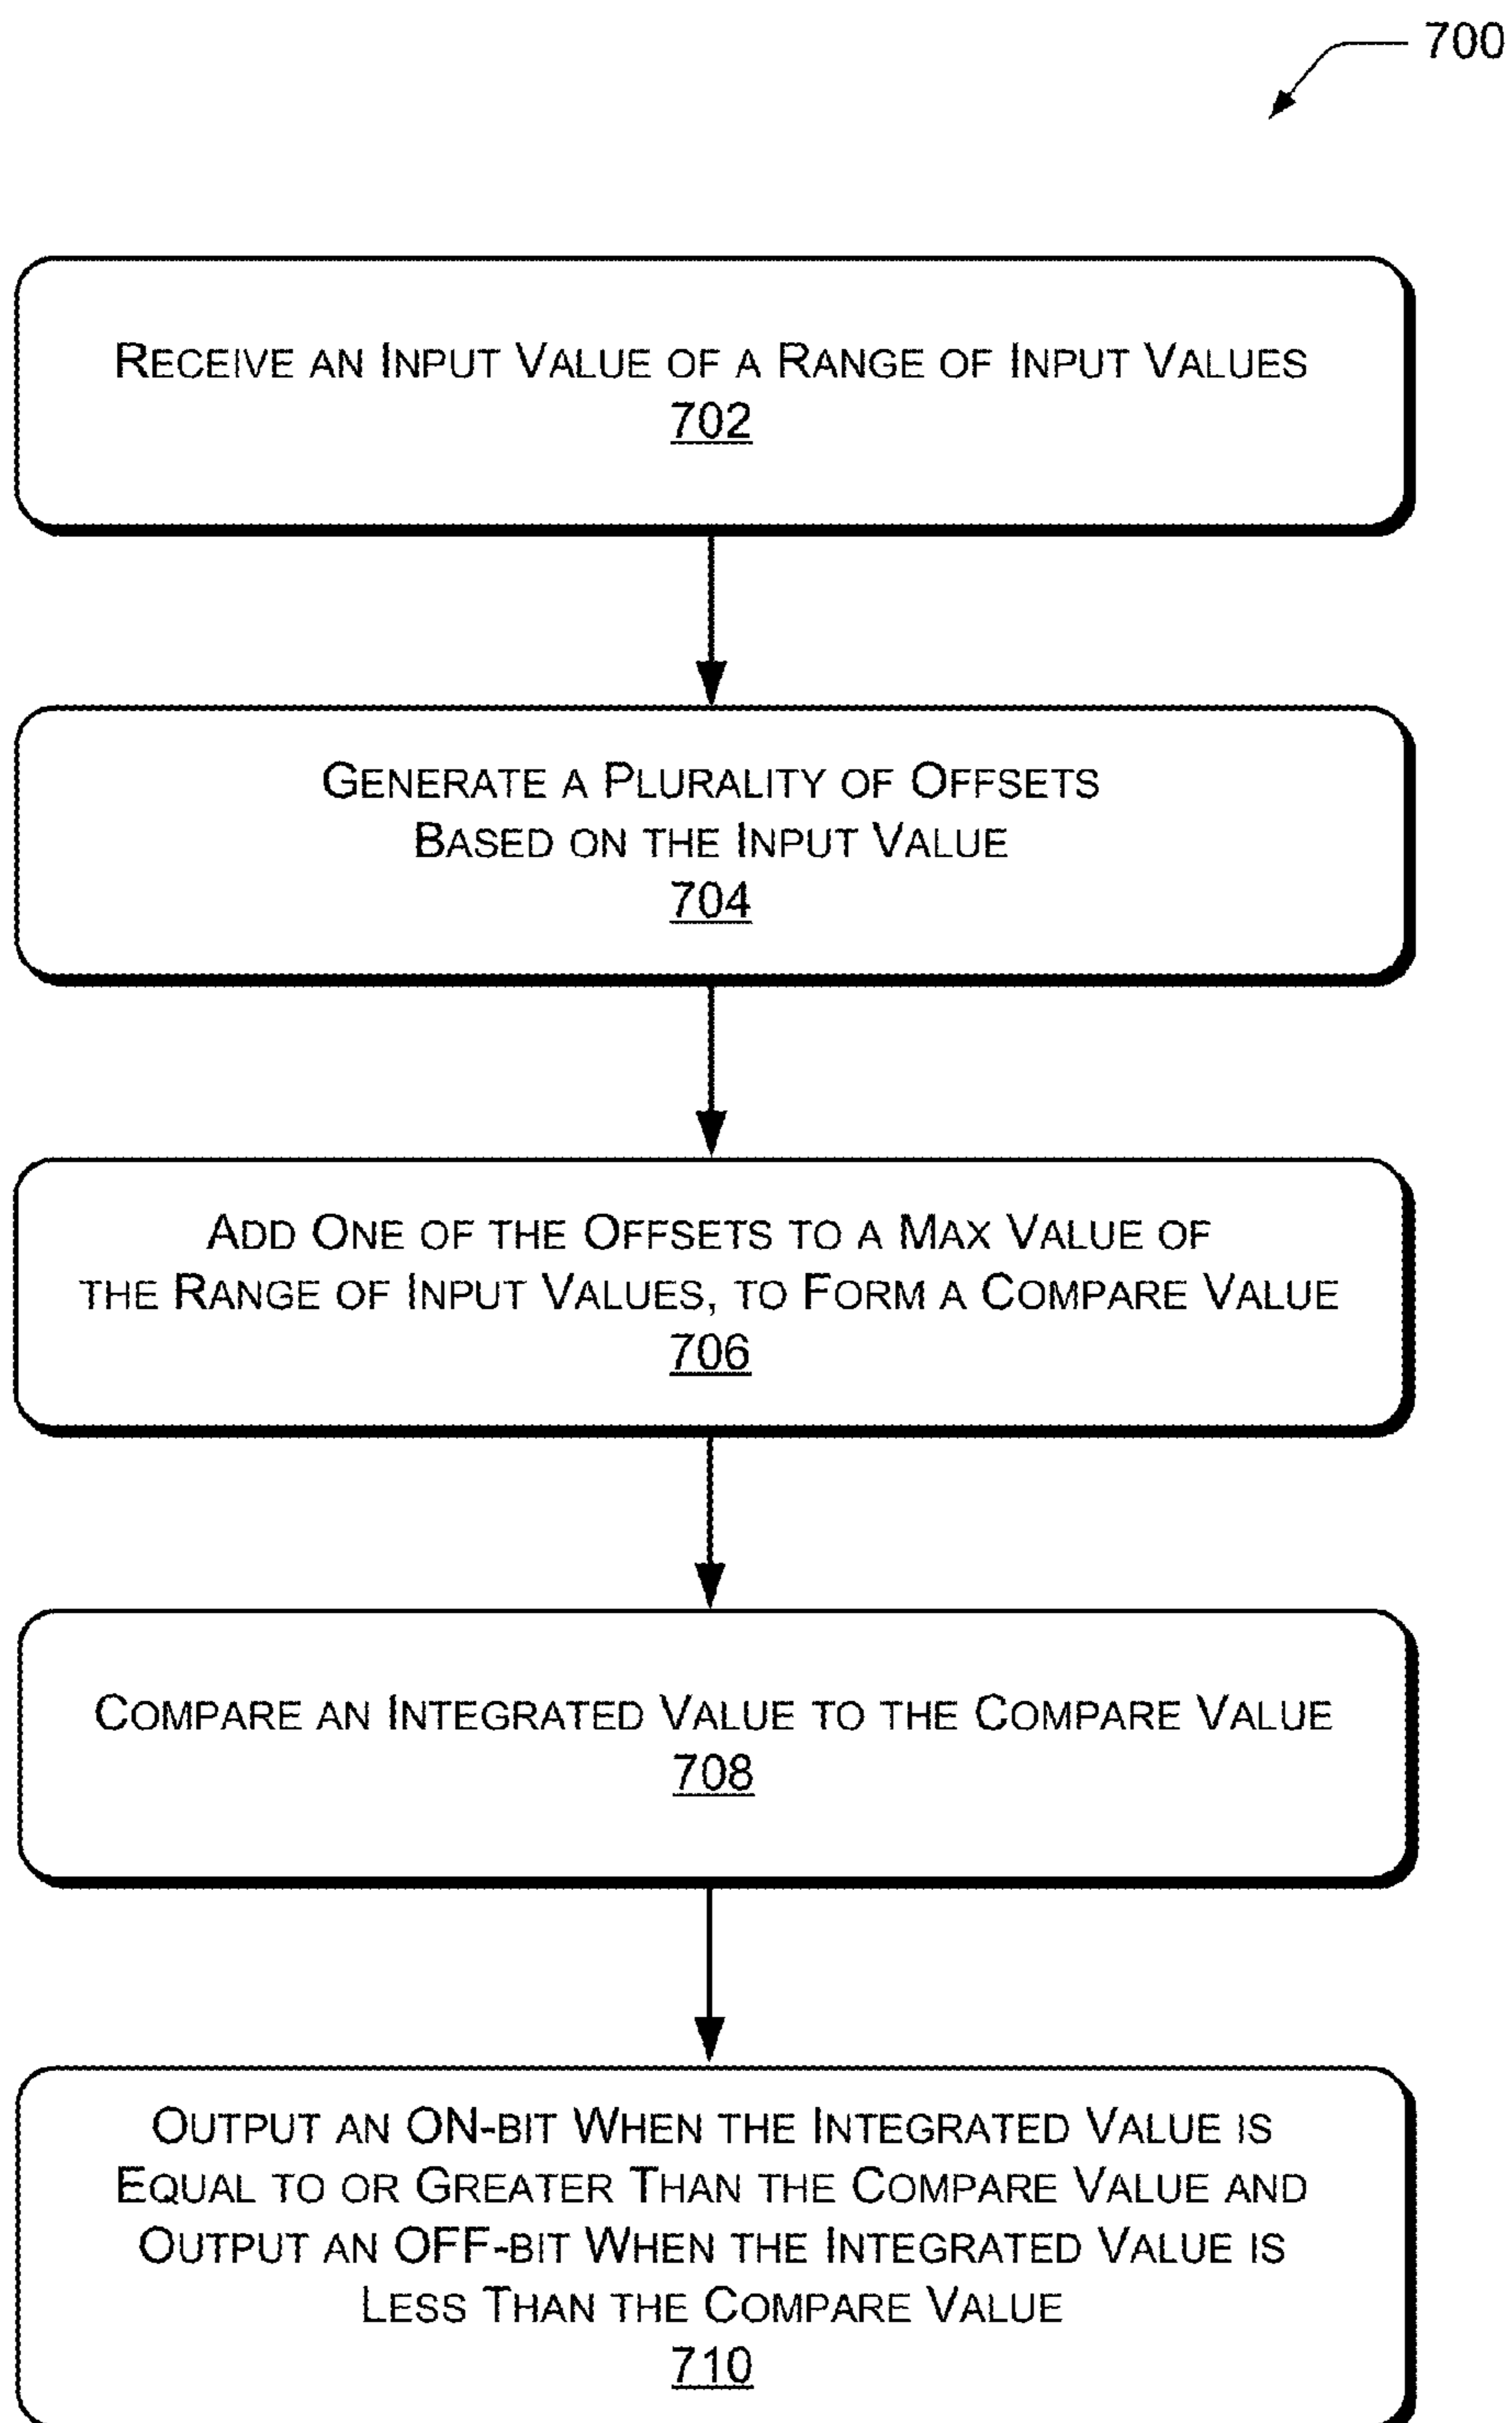 700
RECEIVE AN INPUT VALUE OF A RANGE OF INPUT VALUES
702
GENERATE A PLURALITY OF OFFSETS
BASED ON THE INPUT VALUE
704
ADD ONE OF THE OFFSETS TO A MAX VALUE OF
THE RANGE OF INPUT VALUES, TO FORM A COMPARE VALUE
706
COMPARE AN INTEGRATED VALUE TO THE COMPARE VALUE
708
OUTPUT AN ON-BIT WHEN THE INTEGRATED VALUE IS
EQUAL TO OR GREATER THAN THE COMPARE VALUE AND
OUTPUT AN OFF-BIT WHEN THE INTEGRATED VALUE IS
LESS THAN THE COMPARE VALUE
710